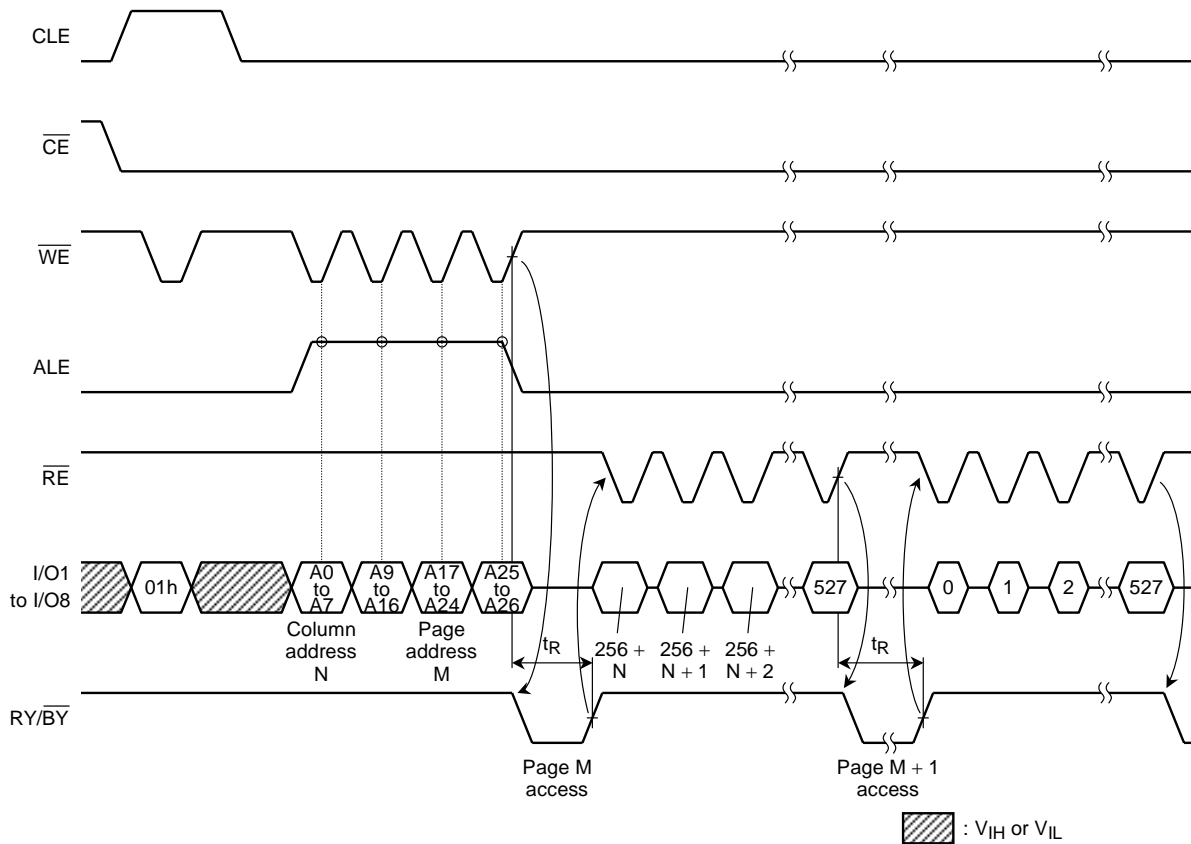 CLE
CE
WE
ALE
RE
I/O1
to I/O8
01h
A0
to
A7
A9
to
A16
A17
to
A24
A25
to
A26
527
0
1
2
527
Column
address
N
Page
address
M
tR
256 +
N
256 +
N + 1
256 +
N + 2
tR
RY/BY
Page M
access
Page M + 1
access
: VIH or VIL